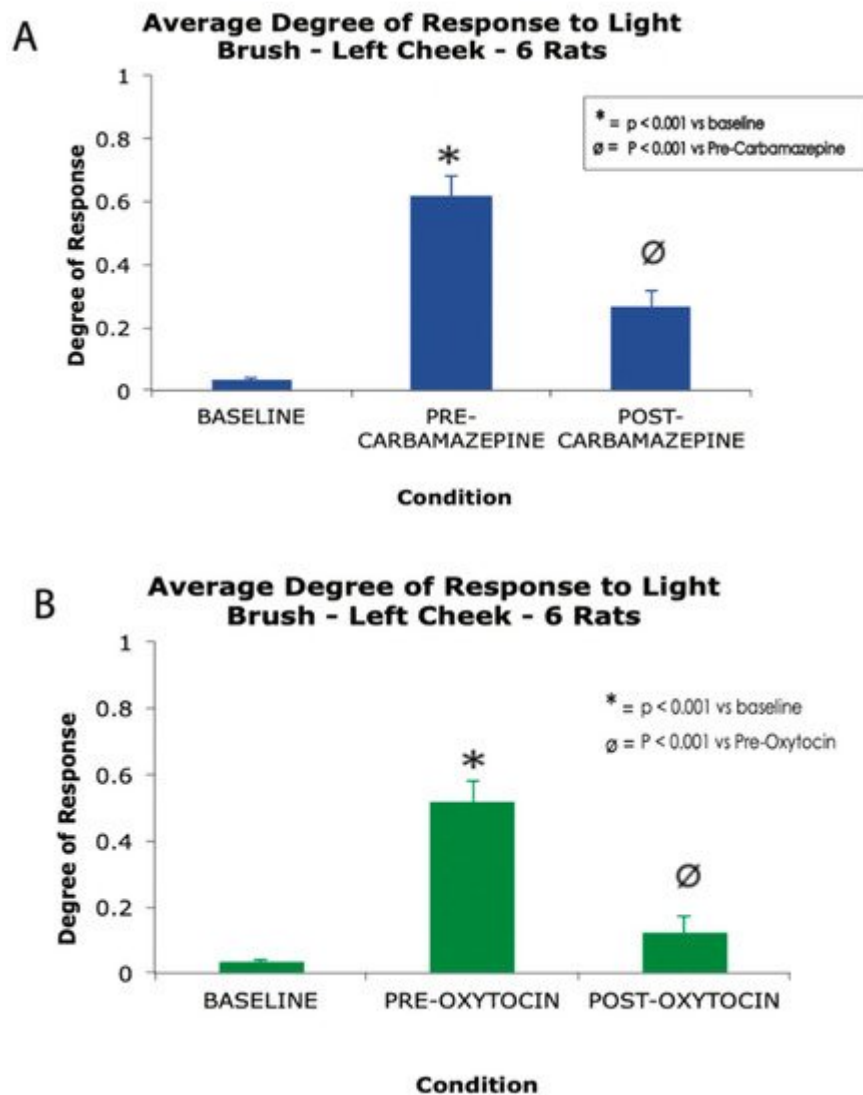 A
Average Degree of Response to Light
Brush - Left Cheek - 6 Rats
* = p < 0.001 vs baseline
ø = P < 0.001 vs Pre-Carbamazepine
Degree of Response
1
0.8
0.6
0.4
0.2
0
*
ø
BASELINE
PRE-
CARBAMAZEPINE
POST-
CARBAMAZEPINE
Condition
B
Average Degree of Response to Light
Brush - Left Cheek - 6 Rats
* = p < 0.001 vs baseline
ø = P < 0.001 vs Pre-Oxytocin
Degree of Response
1
0.8
0.6
0.4
0.2
0
*
ø
BASELINE
PRE-OXYTOCIN
POST-OXYTOCIN
Condition